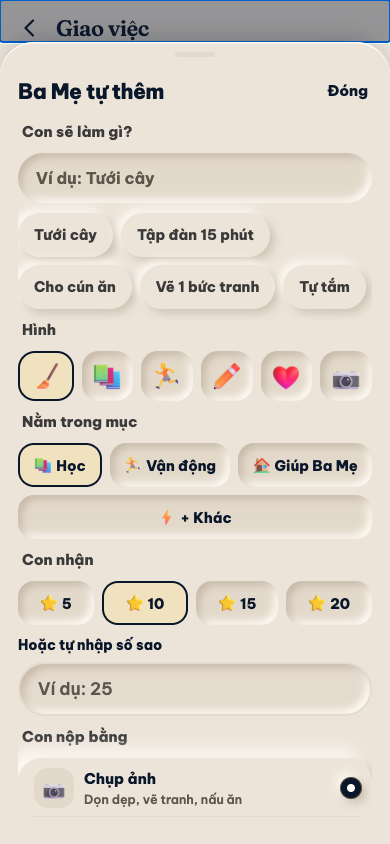 Giao việc
Ba Mẹ tự thêm
Đóng
Con sẽ làm gì?
Ví dụ: Tưới cây
Tưới cây
Tập đàn 15 phút
Cho cún ăn
Vẽ 1 bức tranh
Tự tắm
Hình
Nằm trong mục
Học
Vận động
Giúp Ba Mẹ
+ Khác
Con nhận
5
10
15
20
Hoặc tự nhập số sao
Ví dụ: 25
Con nộp bằng
Chụp ảnh
Dọn dẹp, vẽ tranh, nấu ăn